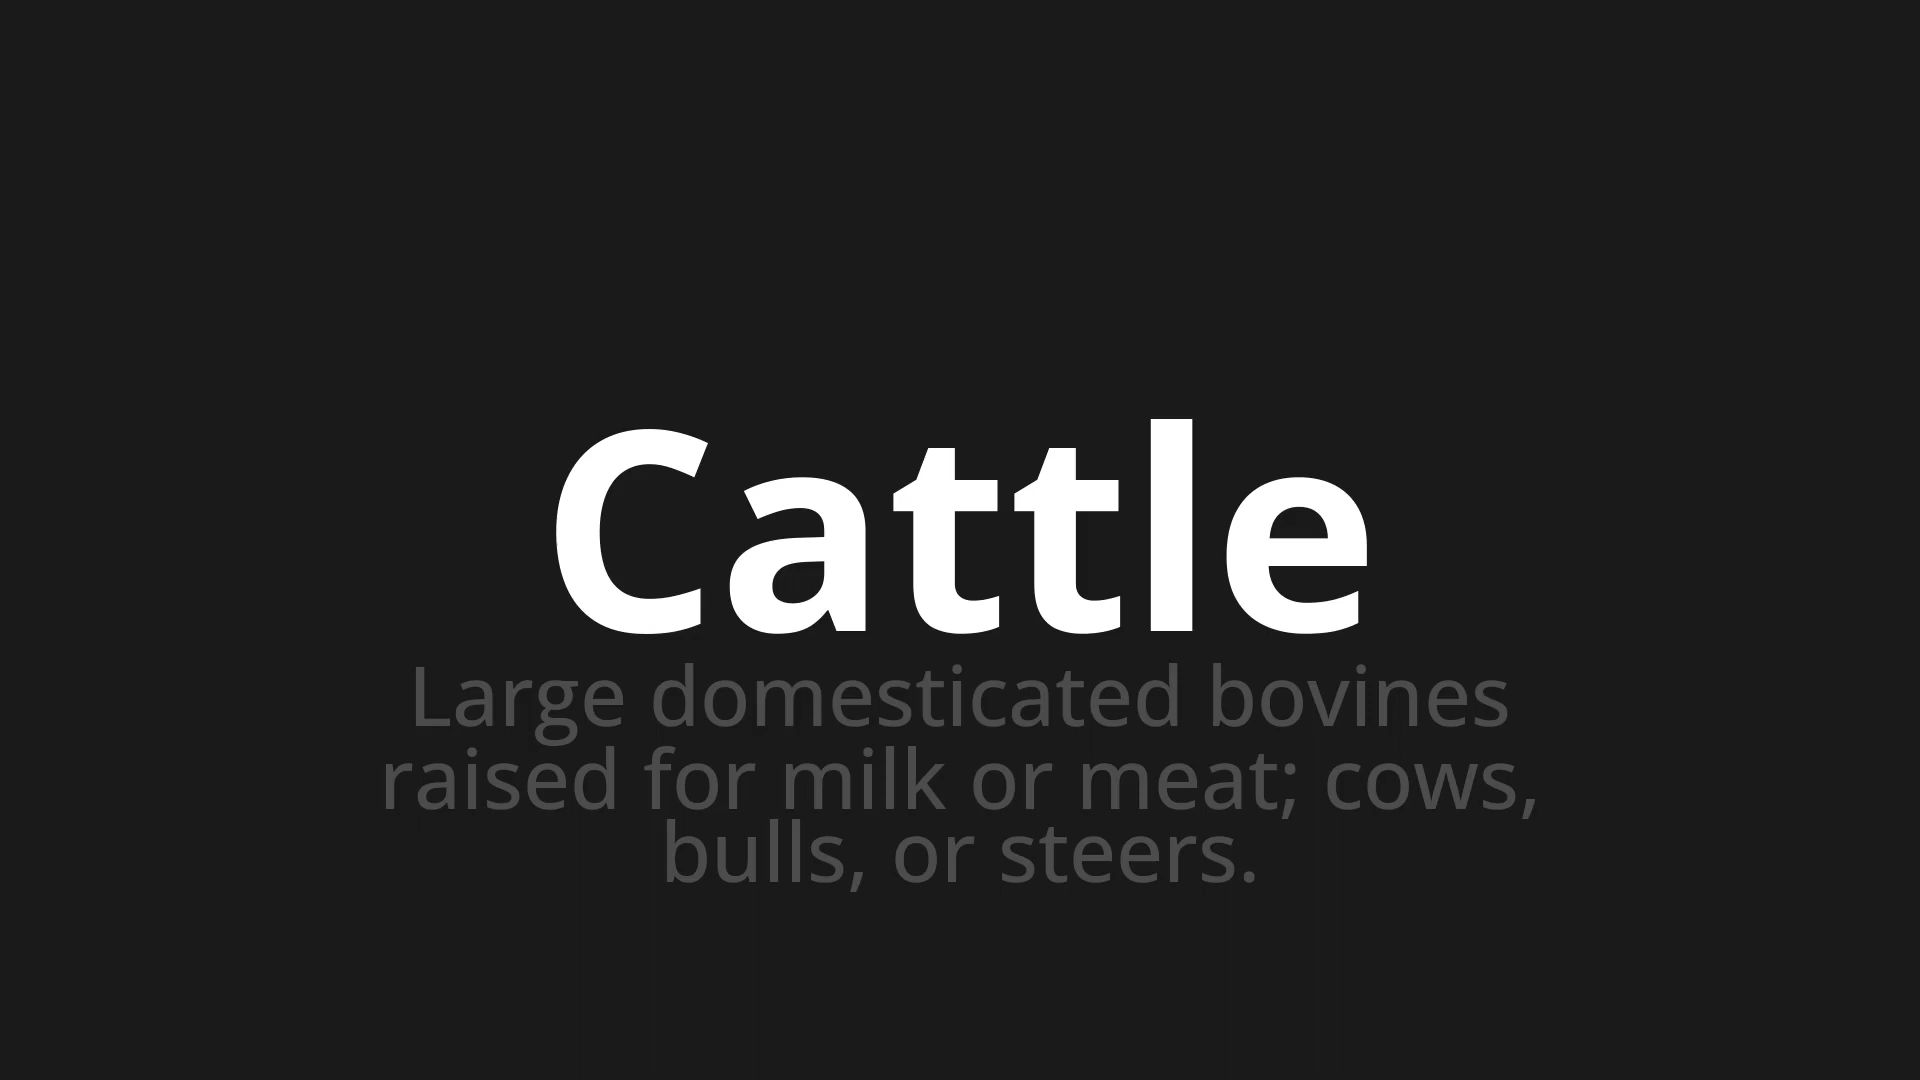 Cattle
Large domesticated bovines
raised for milk or meat; cows,
bulls, or steers.